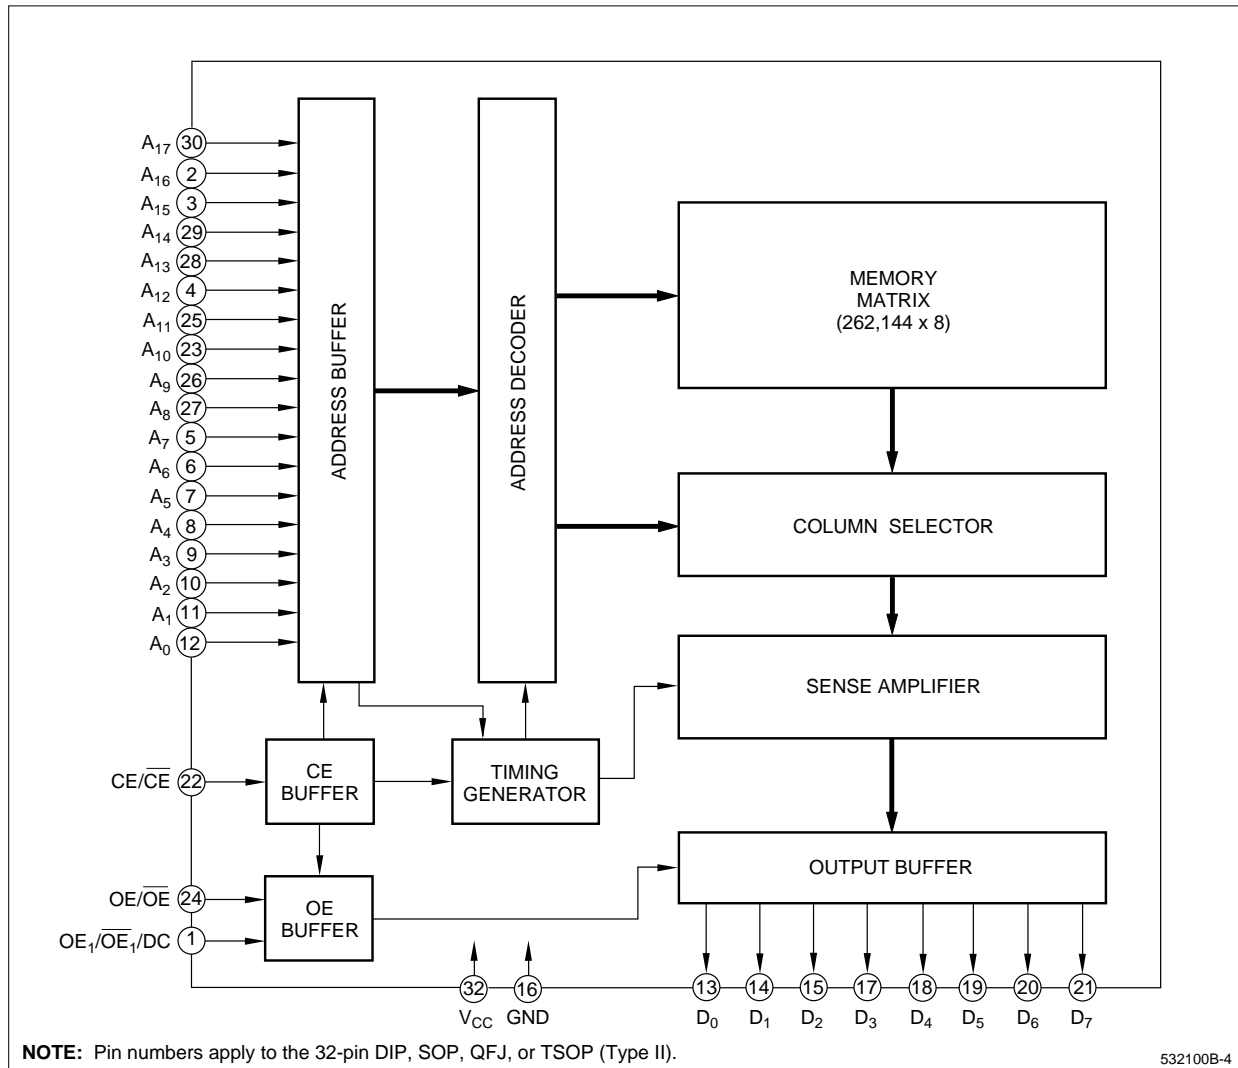 A17 30
A16 2
A15 3
A14 29
A13 28
A12 4
A11 25
A10 23
A9 26
A8 27
A7 5
A6 6
A5 7
A4 8
A3 9
A2 10
A1 11
A0 12
ADDRESS BUFFER
ADDRESS DECODER
MEMORY
MATRIX
(262,144 x 8)
COLUMN SELECTOR
SENSE AMPLIFIER
CE/C̅E̅ 22
CE
BUFFER
TIMING
GENERATOR
OUTPUT BUFFER
OE/O̅E̅ 24
OE1/O̅E̅1/DC 1
OE
BUFFER
32 16 13 14 15 17 18 19 20 21
VCC GND D0 D1 D2 D3 D4 D5 D6 D7
NOTE: Pin numbers apply to the 32-pin DIP, SOP, QFJ, or TSOP (Type II).
532100B-4